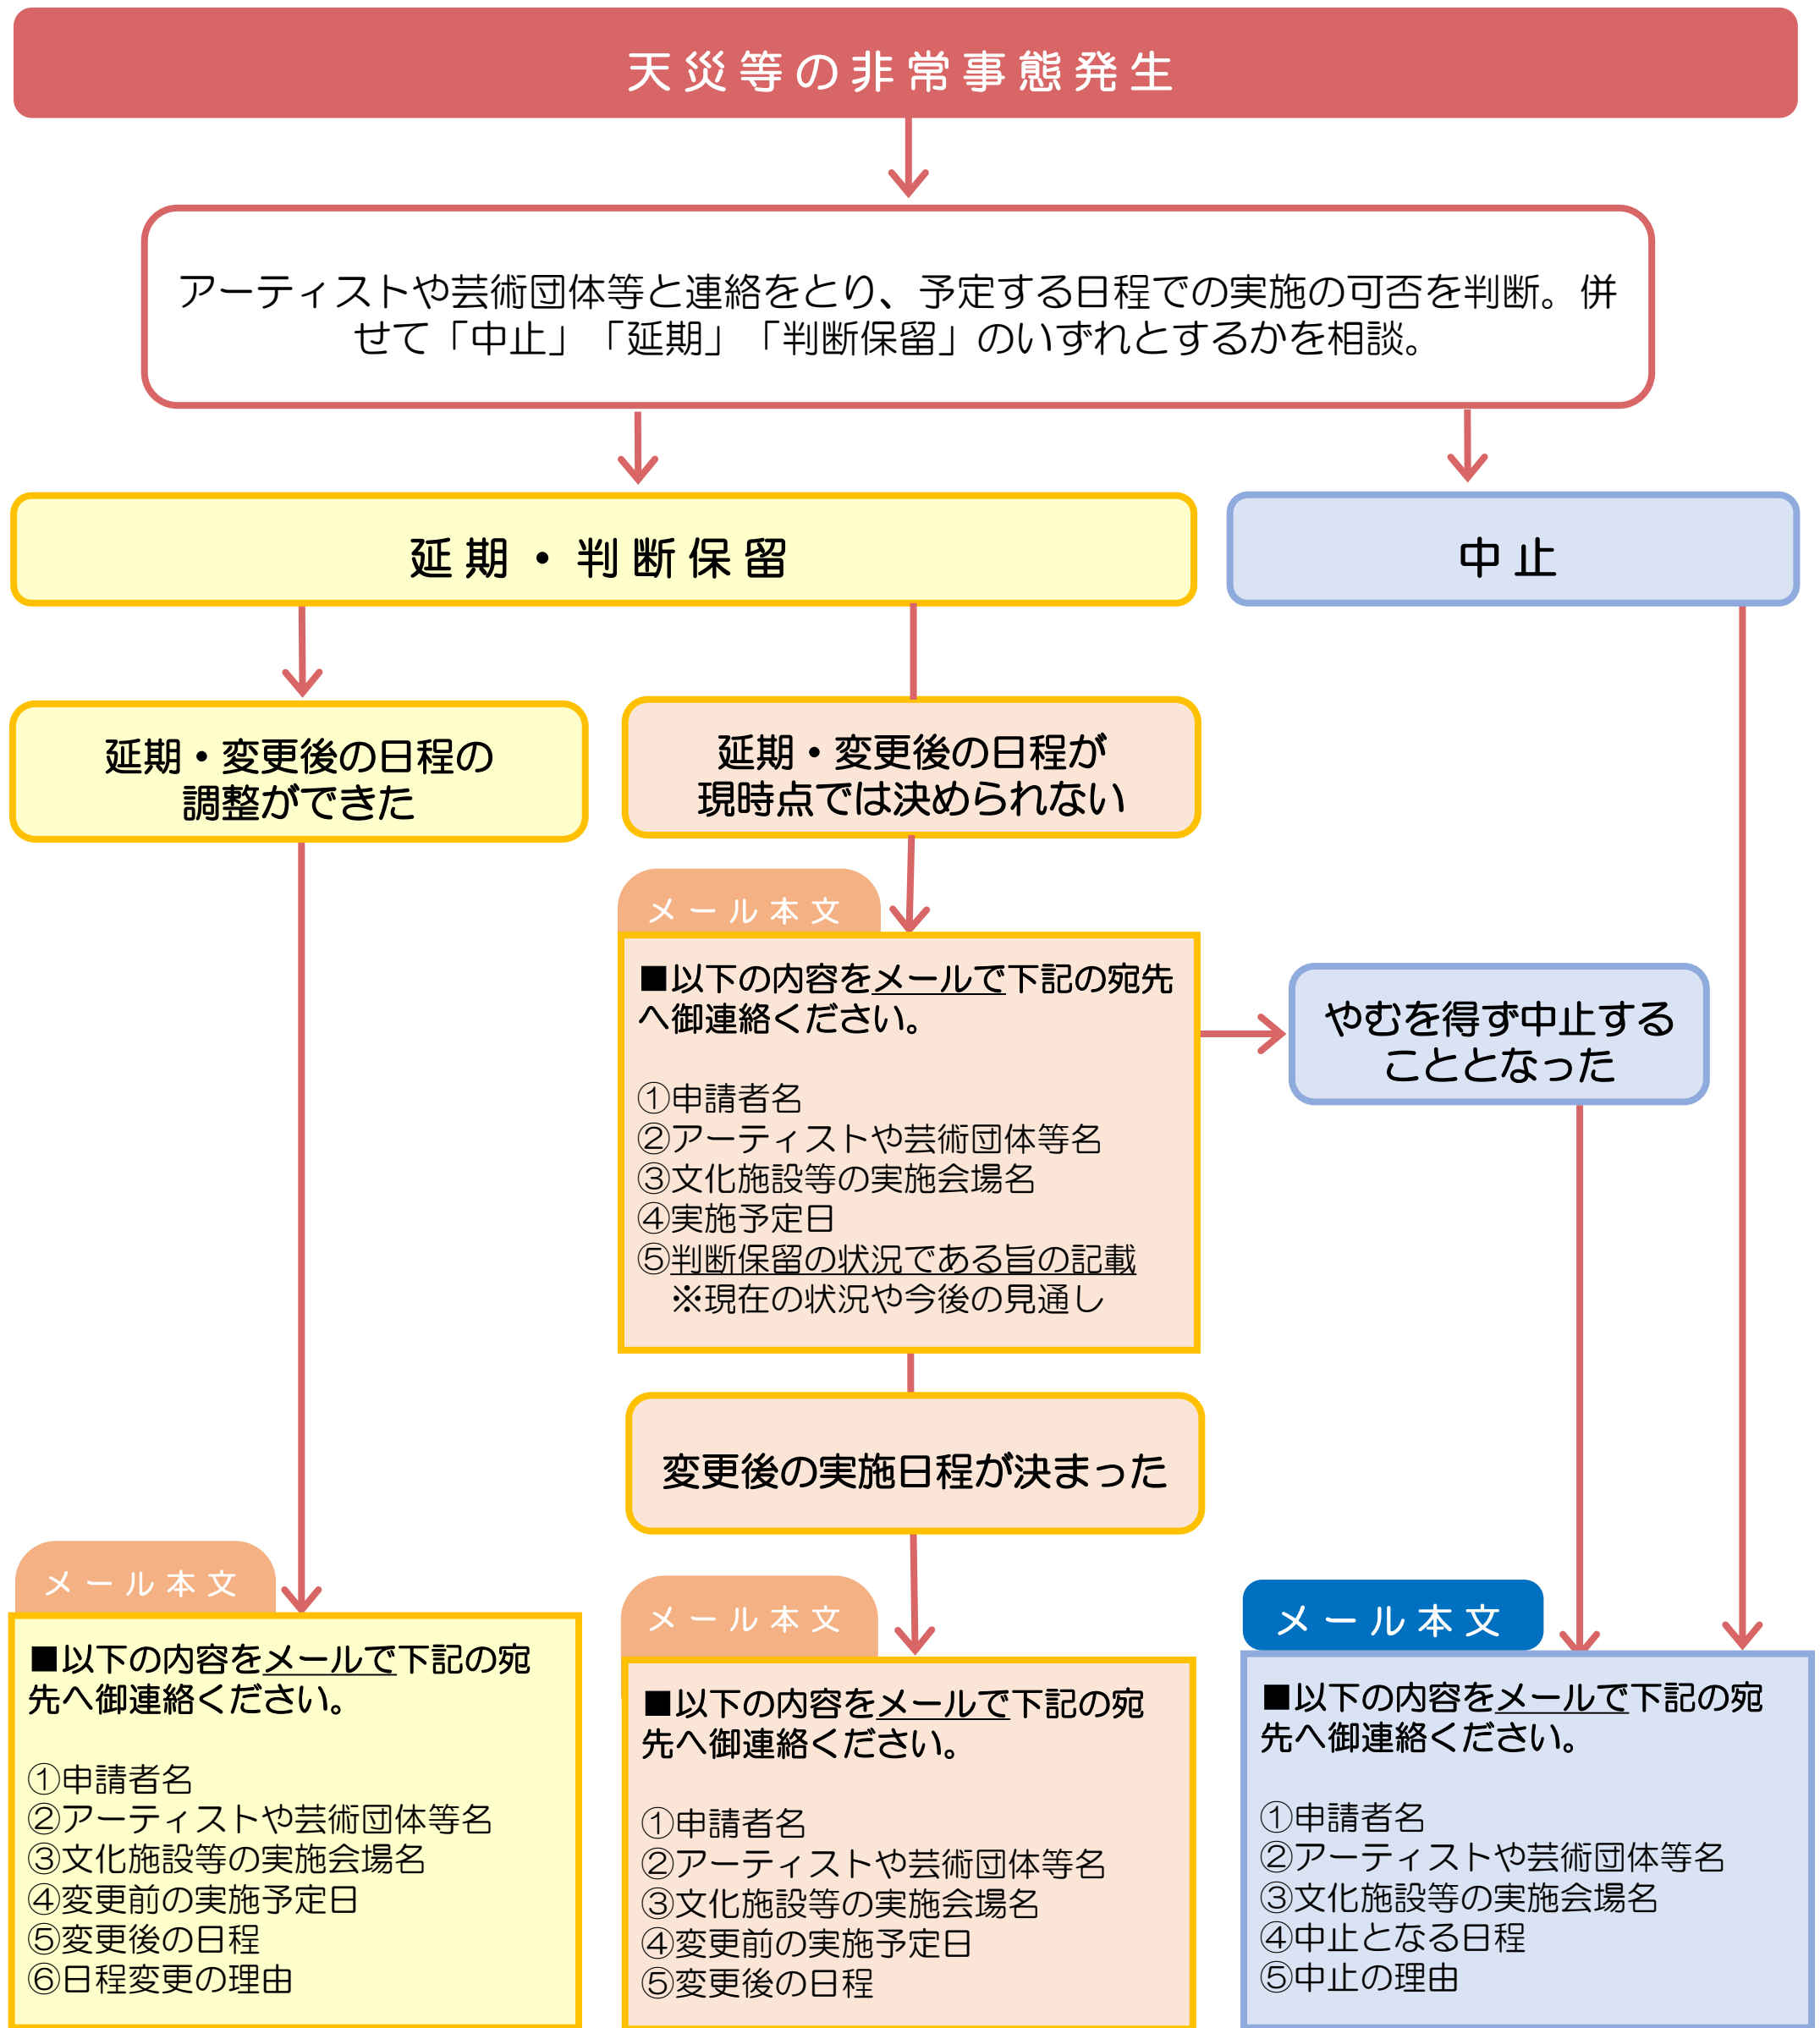 天災等の非常事態発生
アーティストや芸術団体等と連絡をとり、予定する日程での実施の可否を判断。併
せて「中止」「延期」「判断保留」のいずれとするかを相談。
延期・判断保留
中止
延期・変更後の日程の
調整ができた
延期・変更後の日程が
現時点では決められない
メール本文
■以下の内容をメールで下記の宛先
へ御連絡ください。
①申請者名
②アーティストや芸術団体等名
③文化施設等の実施会場名
④実施予定日
⑤判断保留の状況である旨の記載
※現在の状況や今後の見通し
やむを得ず中止する
こととなった
変更後の実施日程が決まった
メール本文
■以下の内容をメールで下記の宛
先へ御連絡ください。
①申請者名
②アーティストや芸術団体等名
③文化施設等の実施会場名
④変更前の実施予定日
⑤変更後の日程
⑥日程変更の理由
メール本文
■以下の内容をメールで下記の宛
先へ御連絡ください。
①申請者名
②アーティストや芸術団体等名
③文化施設等の実施会場名
④変更前の実施予定日
⑤変更後の日程
メール本文
■以下の内容をメールで下記の宛
先へ御連絡ください。
①申請者名
②アーティストや芸術団体等名
③文化施設等の実施会場名
④中止となる日程
⑤中止の理由